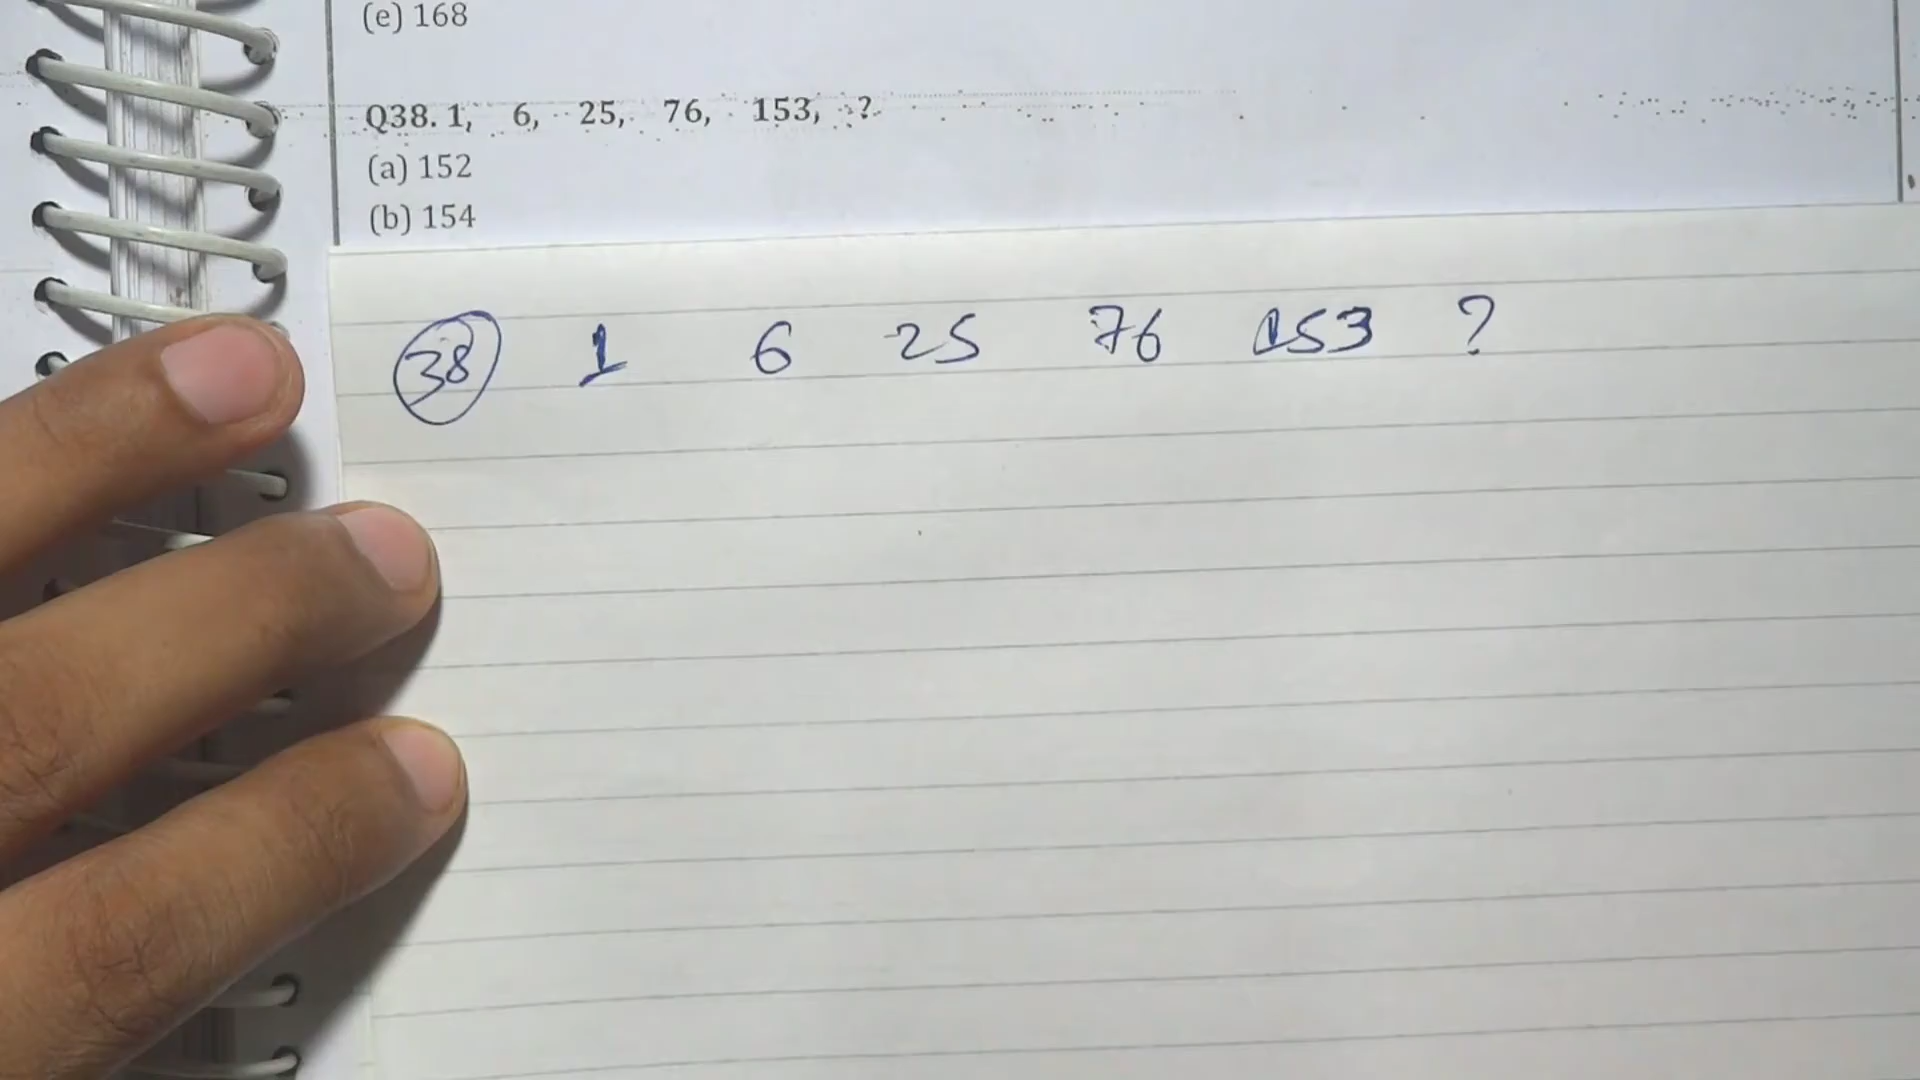 (e) 168
Q38. 1, 6, 25, 76, 153, ?
(a) 152
(b) 154
38 1 6 25 76 153 ?